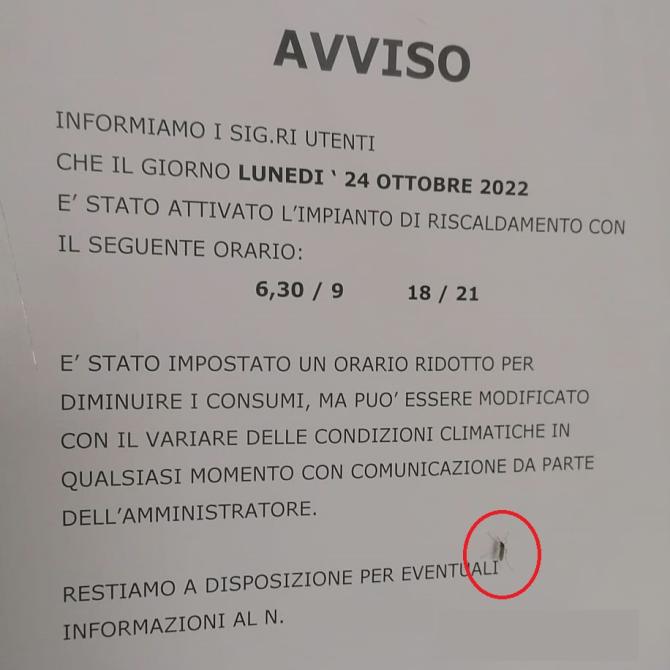 AVVISO
INFORMIAMO I SIG.RI UTENTI
CHE IL GIORNO LUNEDI ‘ 24 OTTOBRE 2022
E’ STATO ATTIVATO L’IMPIANTO DI RISCALDAMENTO CON
IL SEGUENTE ORARIO:
6,30 / 9 18 / 21
E’ STATO IMPOSTATO UN ORARIO RIDOTTO PER
DIMINUIRE I CONSUMI, MA PUO’ ESSERE MODIFICATO
CON IL VARIARE DELLE CONDIZIONI CLIMATICHE IN
QUALSIASI MOMENTO CON COMUNICAZIONE DA PARTE
DELL’AMMINISTRATORE.
RESTIAMO A DISPOSIZIONE PER EVENTUALI
INFORMAZIONI AL N.